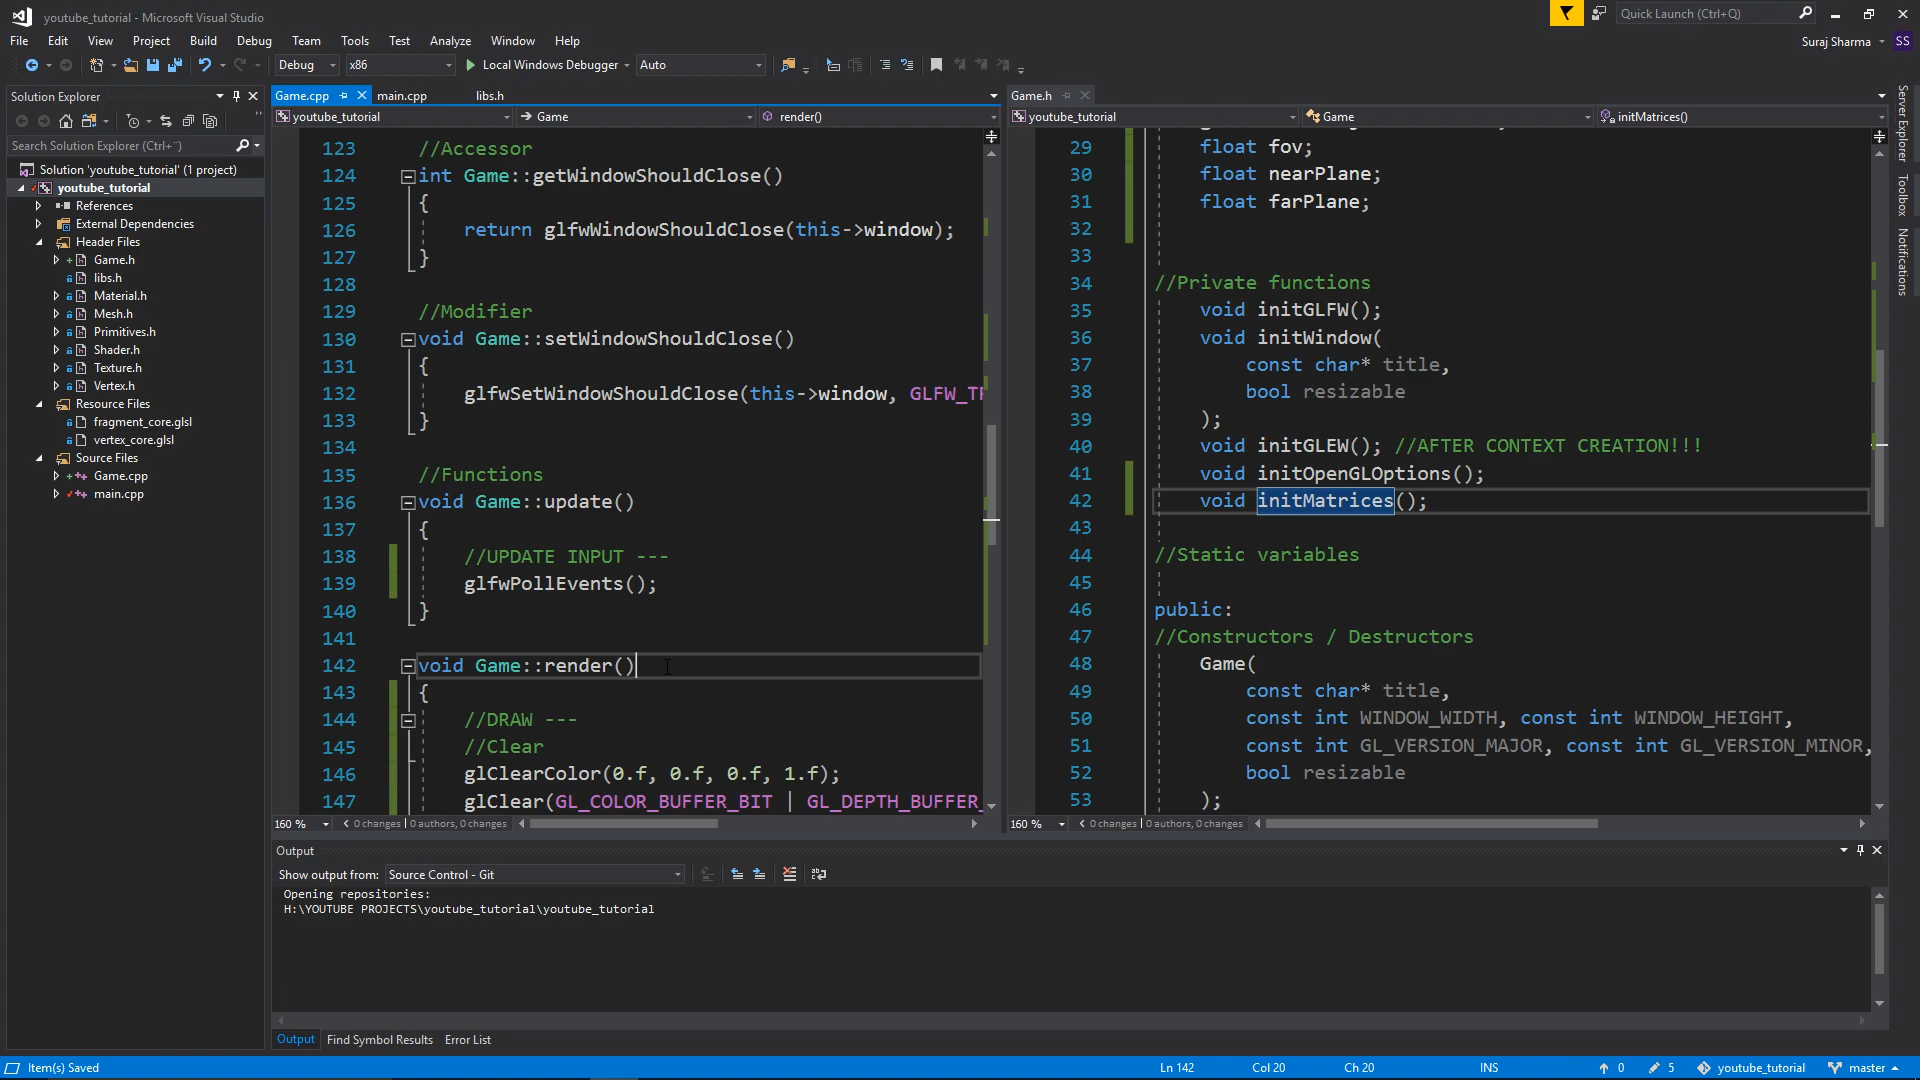 youtube_tutorial - Microsoft Visual Studio
Quick Launch (Ctrl+Q)
File Edit View Project Build Debug Team Tools Test Analyze Window Help
Suraj Sharma SS
Debug x86 Local Windows Debugger Auto
Solution Explorer
Search Solution Explorer (Ctrl+¨)
Solution 'youtube_tutorial' (1 project)
youtube_tutorial
References
External Dependencies
Header Files
Game.h
libs.h
Material.h
Mesh.h
Primitives.h
Shader.h
Texture.h
Vertex.h
Resource Files
fragment_core.glsl
vertex_core.glsl
Source Files
Game.cpp
main.cpp
Game.cpp main.cpp libs.h
youtube_tutorial Game render()
123 //Accessor
124 int Game::getWindowShouldClose()
125 {
126 return glfwWindowShouldClose(this->window);
127 }
128
129 //Modifier
130 void Game::setWindowShouldClose()
131 {
132 glfwSetWindowShouldClose(this->window, GLFW_TR
133 }
134
135 //Functions
136 void Game::update()
137 {
138 //UPDATE INPUT ---
139 glfwPollEvents();
140 }
141
142 void Game::render()
143 {
144 //DRAW ---
145 //Clear
146 glClearColor(0.f, 0.f, 0.f, 1.f);
147 glClear(GL_COLOR_BUFFER_BIT | GL_DEPTH_BUFFER_
160 % 0 changes | 0 authors, 0 changes
Game.h
youtube_tutorial Game initMatrices()
29 float fov;
30 float nearPlane;
31 float farPlane;
32
33
34 //Private functions
35 void initGLFW();
36 void initWindow(
37 const char* title,
38 bool resizable
39 );
40 void initGLEW(); //AFTER CONTEXT CREATION!!!
41 void initOpenGLOptions();
42 void initMatrices();
43
44 //Static variables
45
46 public:
47 //Constructors / Destructors
48 Game(
49 const char* title,
50 const int WINDOW_WIDTH, const int WINDOW_HEIGHT,
51 const int GL_VERSION_MAJOR, const int GL_VERSION_MINOR,
52 bool resizable
53 );
160 % 0 changes | 0 authors, 0 changes
Server Explorer
Toolbox
Notifications
Output
Show output from: Source Control - Git
Opening repositories:
H:\YOUTUBE PROJECTS\youtube_tutorial\youtube_tutorial
Output Find Symbol Results Error List
Item(s) Saved Ln 142 Col 20 Ch 20 INS 0 5 youtube_tutorial master